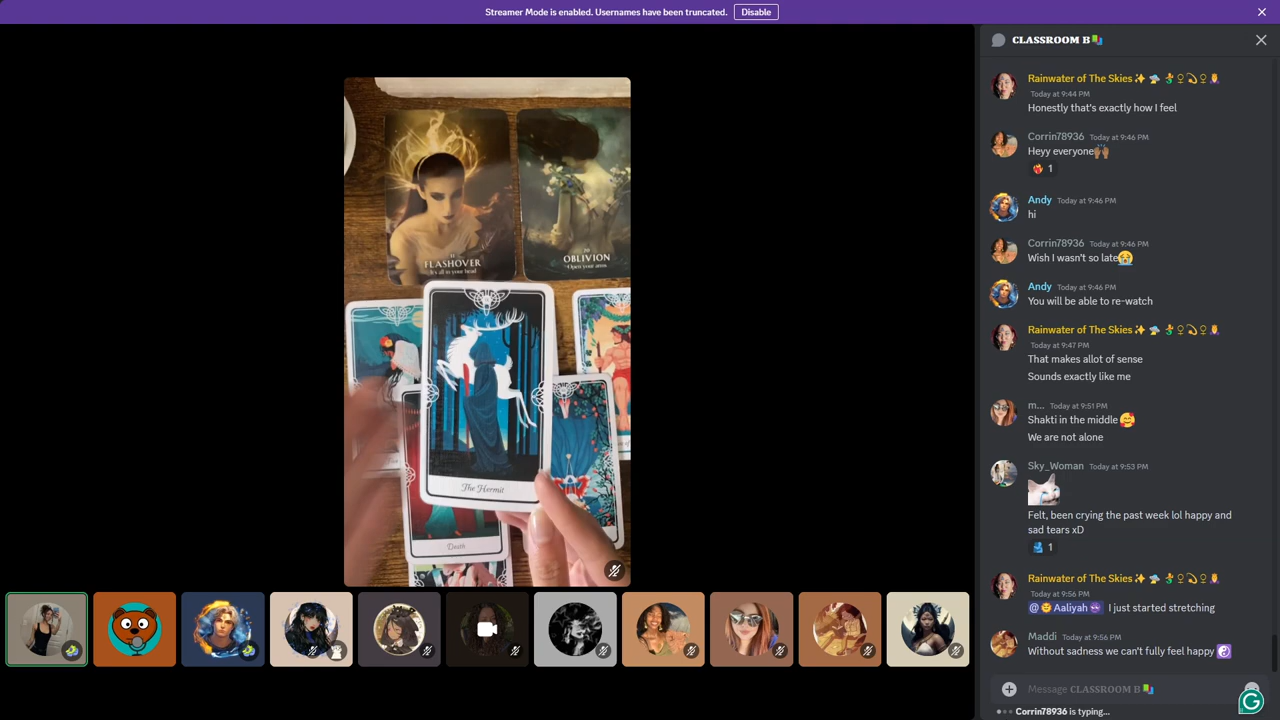 Streamer Mode is enabled. Usernames have been truncated. Disable
CLASSROOM B
FLASHOVER
It's all in your head
20
OBLIVION
Open your arms
The Hermit
Death
Rainwater of The Skies
Today at 9:44 PM
Honestly that's exactly how I feel
Corrin78936 Today at 9:46 PM
Heyy everyone🙌🏾
1
Andy Today at 9:46 PM
hi
Corrin78936 Today at 9:46 PM
Wish I wasn't so late😭
Andy Today at 9:46 PM
You will be able to re-watch
Rainwater of The Skies
Today at 9:47 PM
That makes allot of sense
Sounds exactly like me
m... Today at 9:51 PM
Shakti in the middle 🥰
We are not alone
Sky_Woman Today at 9:53 PM
Felt, been crying the past week lol happy and
sad tears xD
1
Rainwater of The Skies
Today at 9:56 PM
@Aaliyah I just started stretching
Maddi Today at 9:56 PM
Without sadness we can't fully feel happy ☯️
Message CLASSROOM B
Corrin78936 is typing...